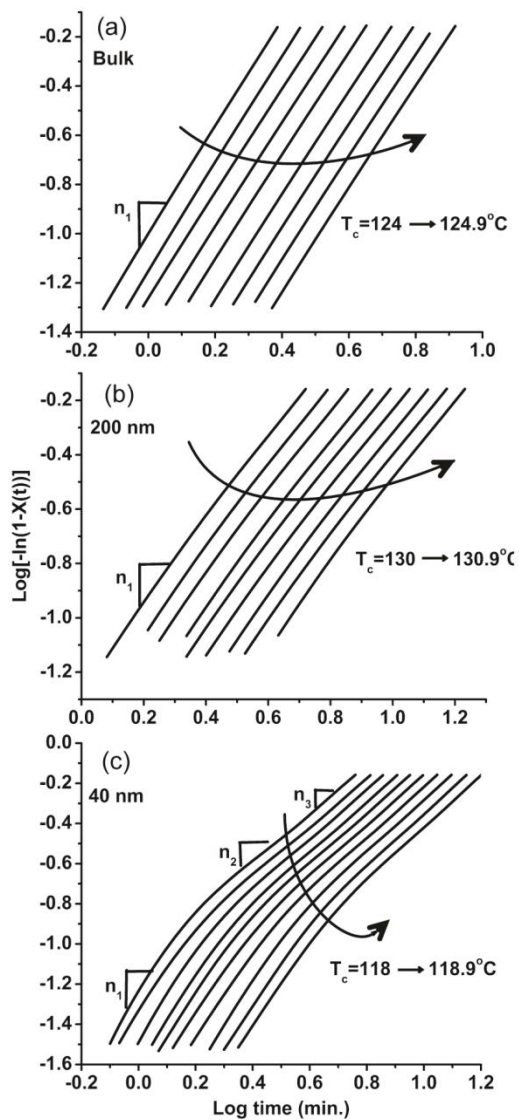 (a)
Bulk
n1
Tc=124 → 124.9°C
-0.2
-0.4
-0.6
-0.8
-1.0
-1.2
-1.4
-0.2 0.0 0.2 0.4 0.6 0.8 1.0
(b)
200 nm
n1
Tc=130 → 130.9°C
-0.2
-0.4
-0.6
-0.8
-1.0
-1.2
0.0 0.2 0.4 0.6 0.8 1.0 1.2
Log[-ln(1-X(t))]
(c)
40 nm
n3
n2
n1
Tc=118 → 118.9°C
0.0
-0.2
-0.4
-0.6
-0.8
-1.0
-1.2
-1.4
-1.6
-0.2 0.0 0.2 0.4 0.6 0.8 1.0 1.2
Log time (min.)